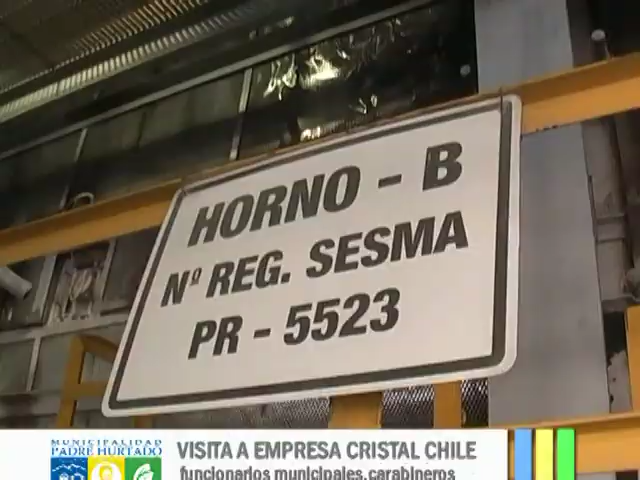 HORNO - B
Nº REG. SESMA
PR - 5523
MUNICIPALIDAD
PADRE HURTADO
VISITA A EMPRESA CRISTAL CHILE
funcionarios municipales,carabineros